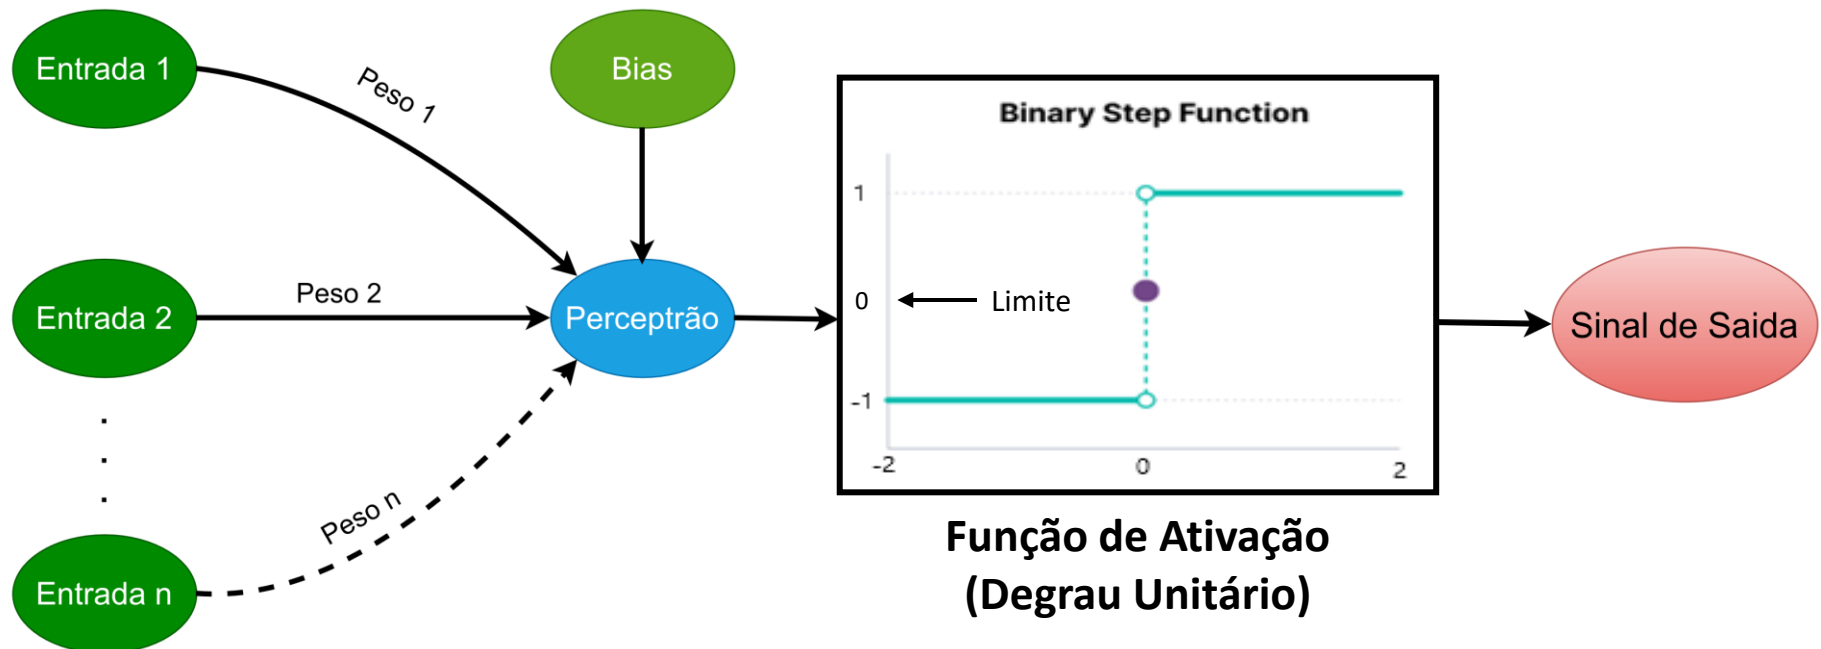 Entrada 1
Peso 1
Bias
Binary Step Function
1
0
Limite
-1
-2
0
2
Entrada 2
Peso 2
Perceptrão
Sinal de Saida
.
.
.
Peso n
Entrada n
Função de Ativação
(Degrau Unitário)